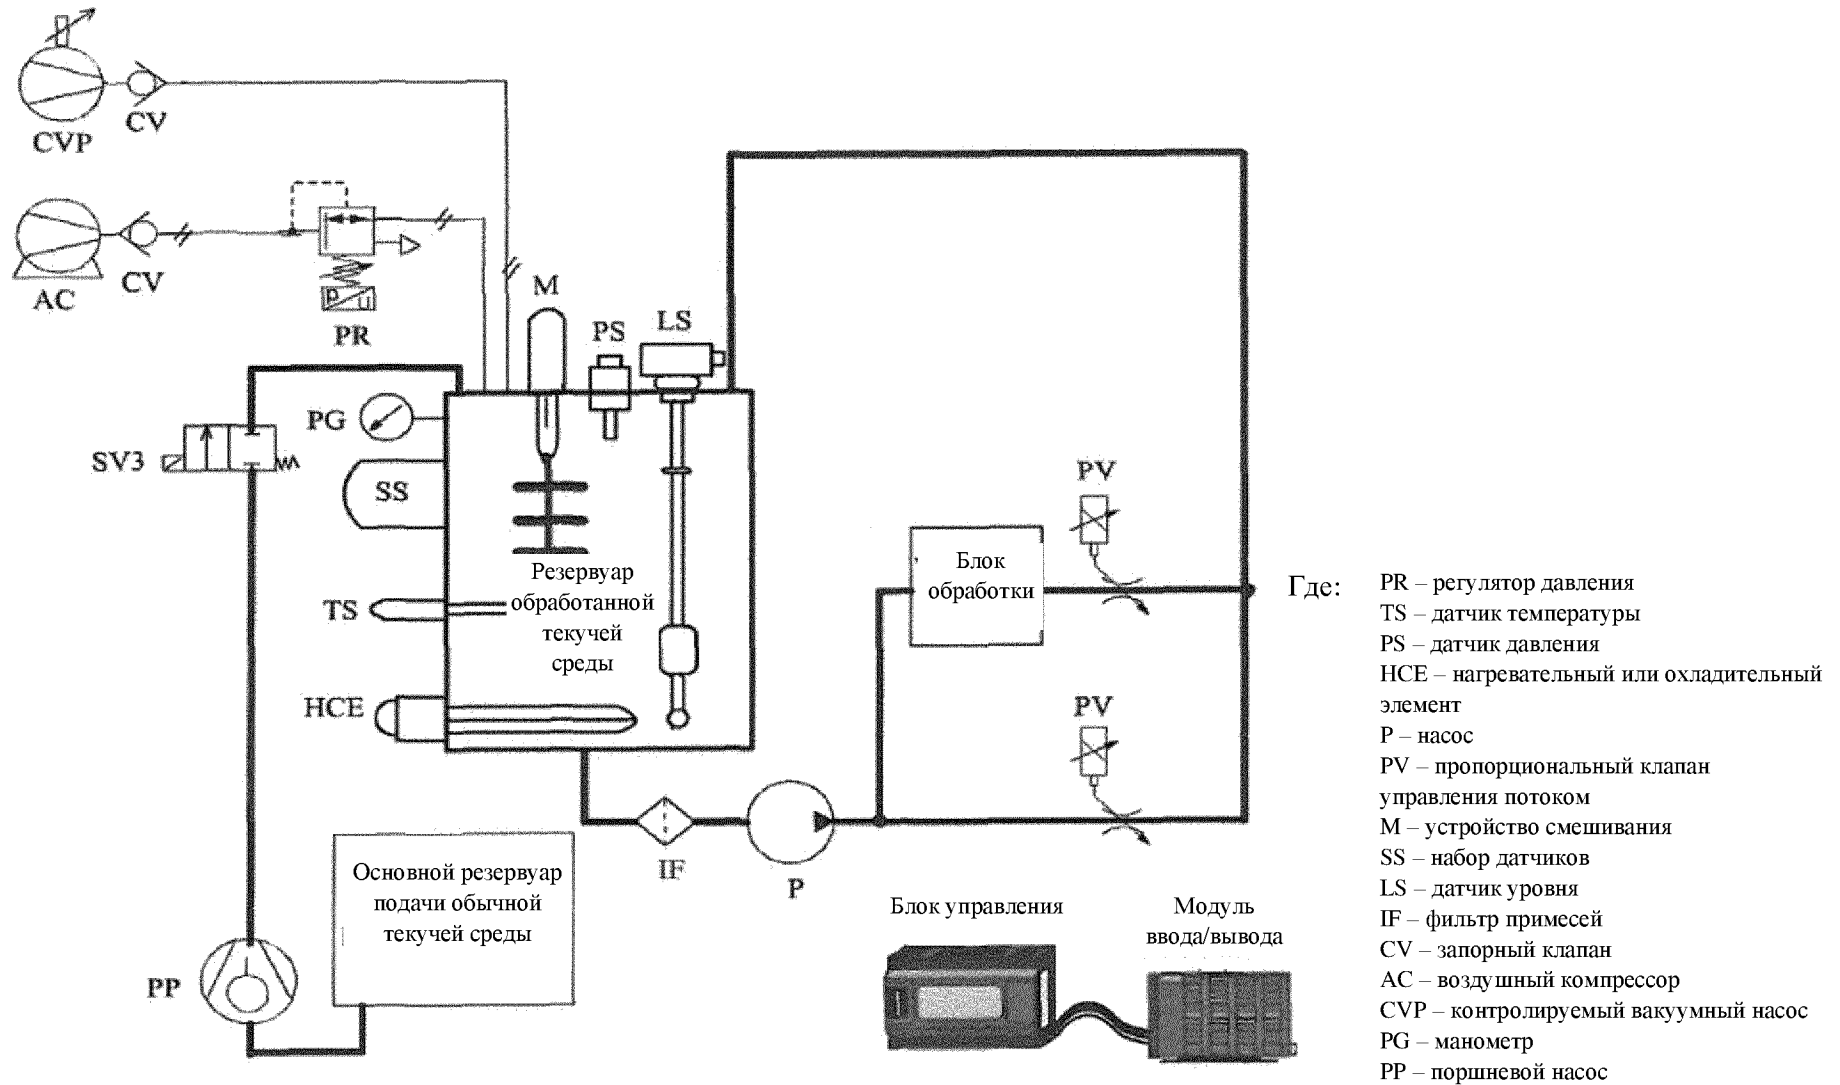 CVP
CV
AC
CV
PR
p
u
M
PS
LS
PG
SV3
SS
TS
HCE
Резервуар
обработанной
текучей
среды
PV
Блок
обработки
PV
IF
P
Основной резервуар
подачи обычной
текучей среды
PP
Блок управления
Модуль
ввода/вывода
Где:
PR – регулятор давления
TS – датчик температуры
PS – датчик давления
HCE – нагревательный или охладительный
элемент
P – насос
PV – пропорциональный клапан
управления потоком
M – устройство смешивания
SS – набор датчиков
LS – датчик уровня
IF – фильтр примесей
CV – запорный клапан
AC – воздушный компрессор
CVP – контролируемый вакуумный насос
PG – манометр
PP – поршневой насос